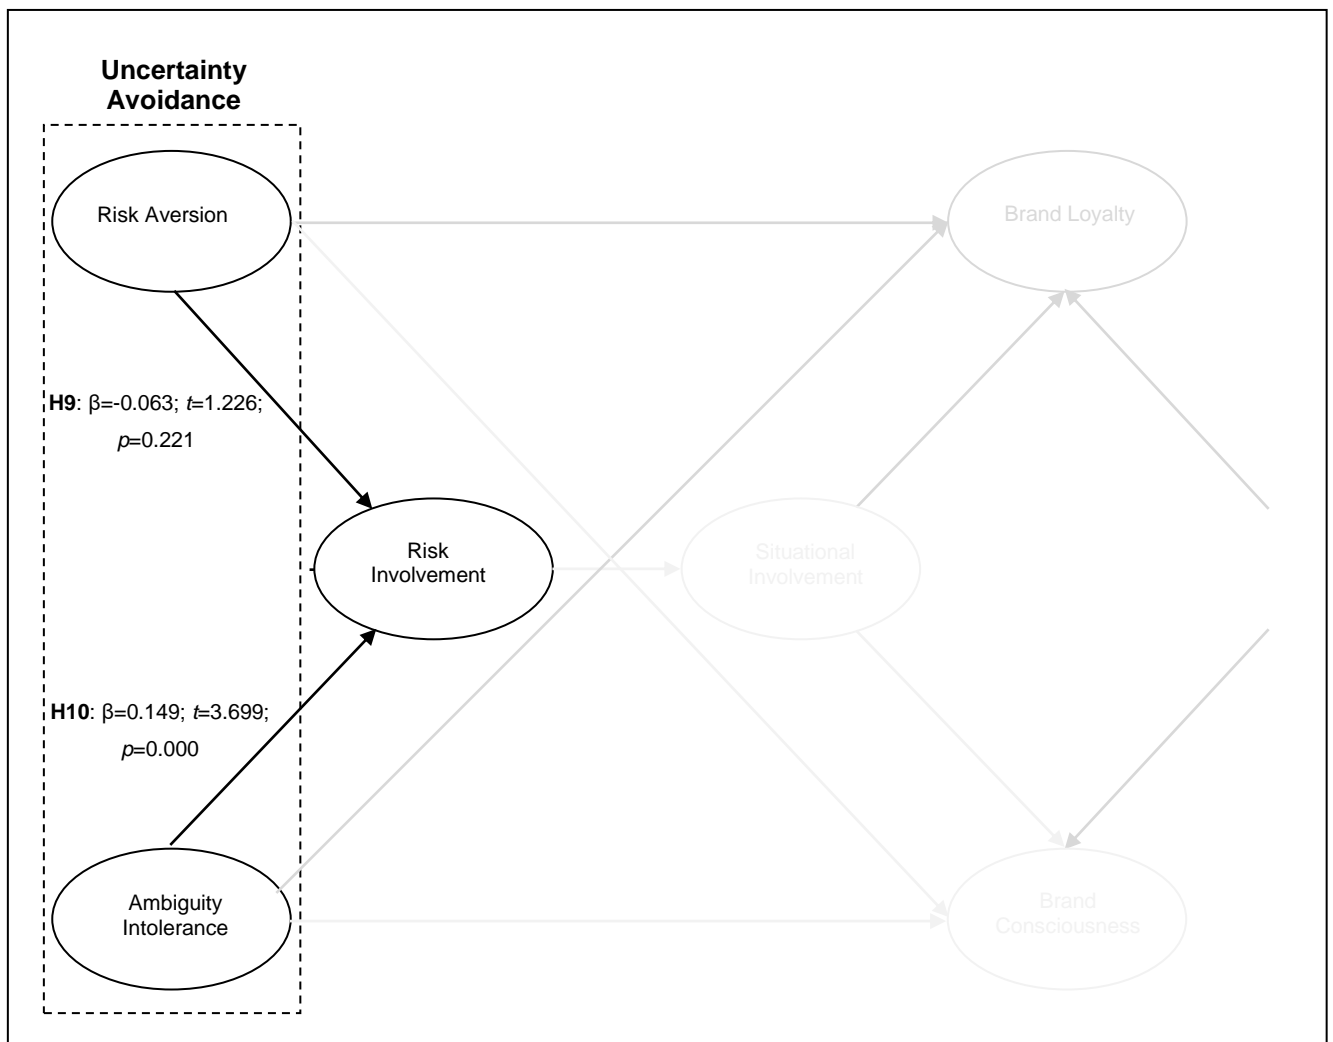 Uncertainty
Avoidance
Risk Aversion
Brand Loyalty
H9: β=-0.063; t=1.226;
p=0.221
Risk
Involvement
Situational
Involvement
H10: β=0.149; t=3.699;
p=0.000
Ambiguity
Intolerance
Brand
Consciousness